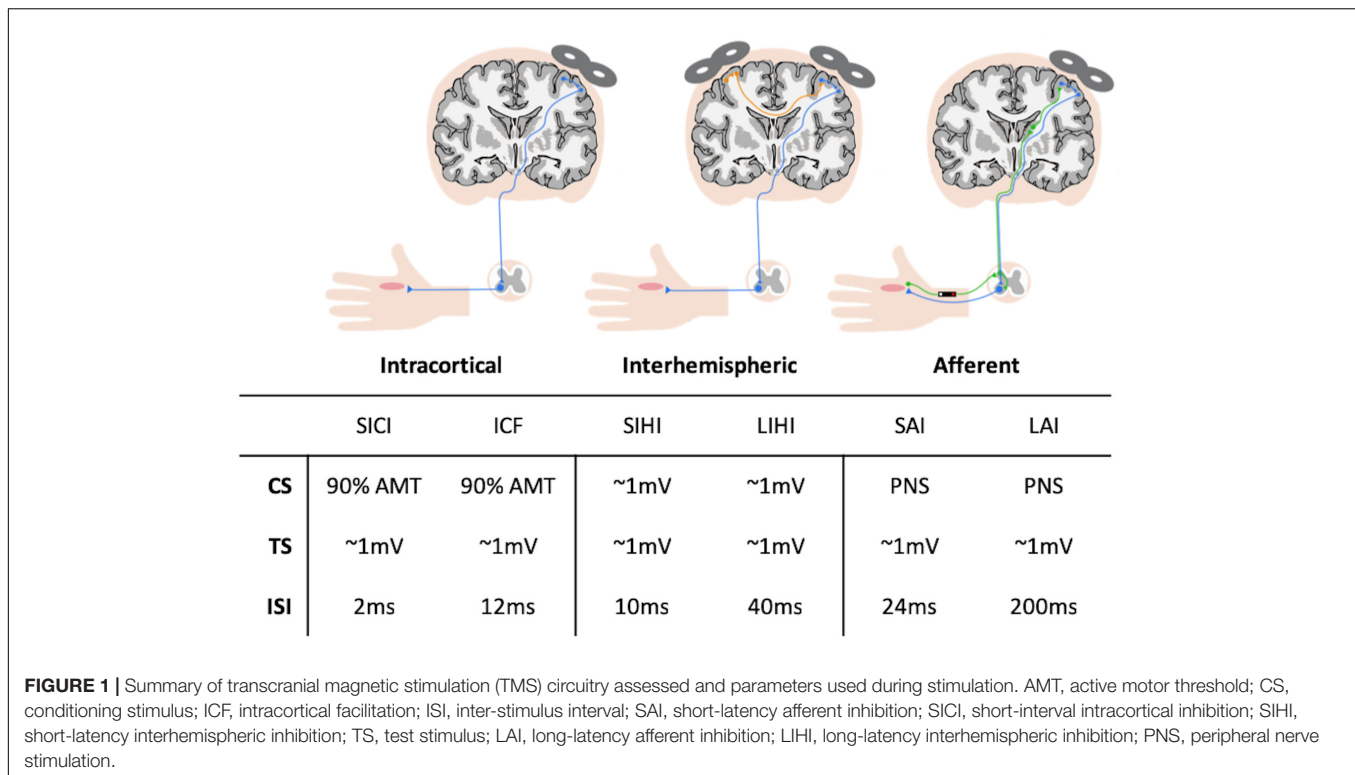 Intracortical Interhemispheric Afferent
SICI ICF SIHI LIHI SAI LAI
CS 90% AMT 90% AMT ~1mV ~1mV PNS PNS
TS ~1mV ~1mV ~1mV ~1mV ~1mV ~1mV
ISI 2ms 12ms 10ms 40ms 24ms 200ms
FIGURE 1 | Summary of transcranial magnetic stimulation (TMS) circuitry assessed and parameters used during stimulation. AMT, active motor threshold; CS,
conditioning stimulus; ICF, intracortical facilitation; ISI, inter-stimulus interval; SAI, short-latency afferent inhibition; SICI, short-interval intracortical inhibition; SIHI,
short-latency interhemispheric inhibition; TS, test stimulus; LAI, long-latency afferent inhibition; LIHI, long-latency interhemispheric inhibition; PNS, peripheral nerve
stimulation.